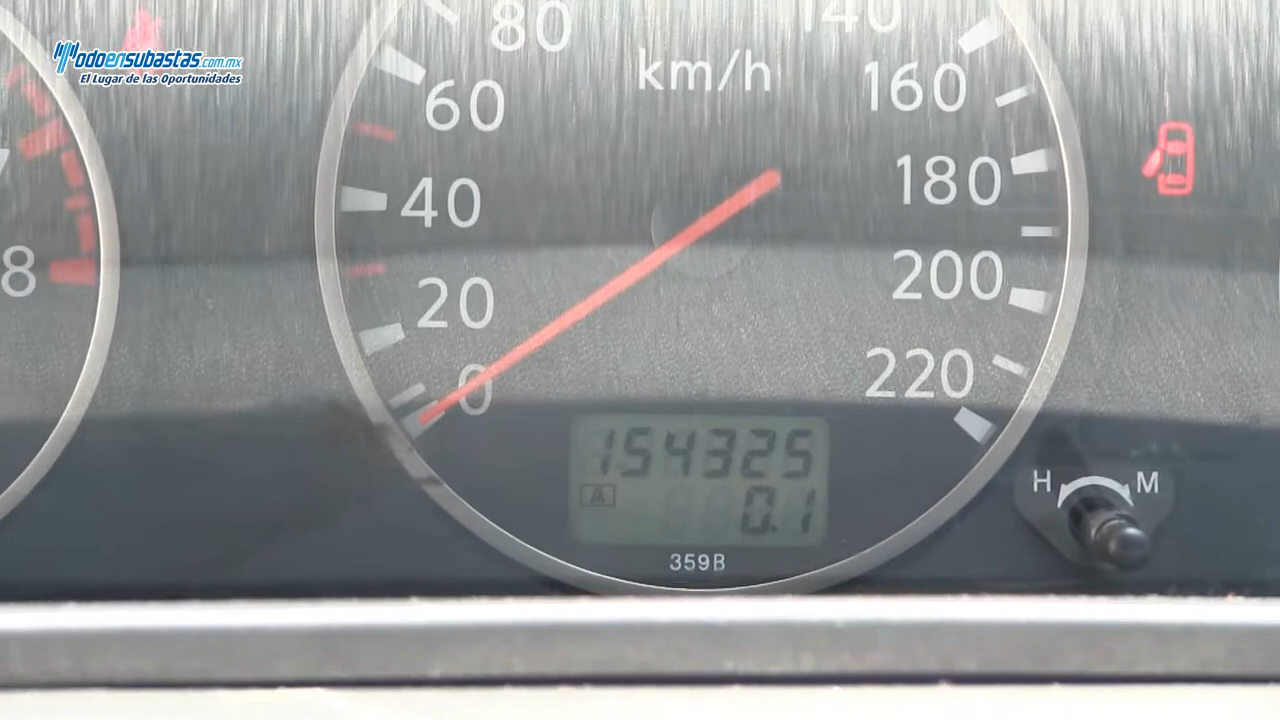 Todoensubastas.com.mx
El Lugar de las Oportunidades
80
140
km/h
60
160
40
180
8
20
200
0
220
154325
A
0.1
H
M
359B